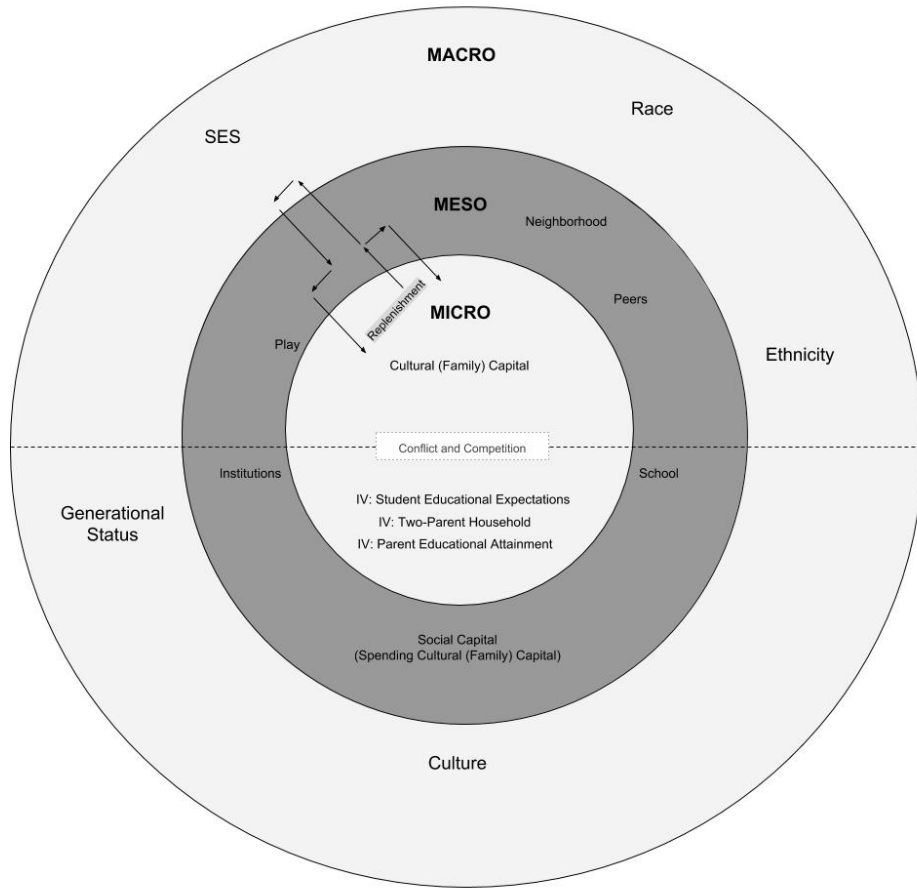 MACRO
Race
SES
MESO
Neighborhood
Replenishment
Peers
MICRO
Play
Ethnicity
Cultural (Family) Capital
Conflict and Competition
Institutions
School
IV: Student Educational Expectations
Generational
Status
IV: Two-Parent Household
IV: Parent Educational Attainment
Social Capital
(Spending Cultural (Family) Capital)
Culture